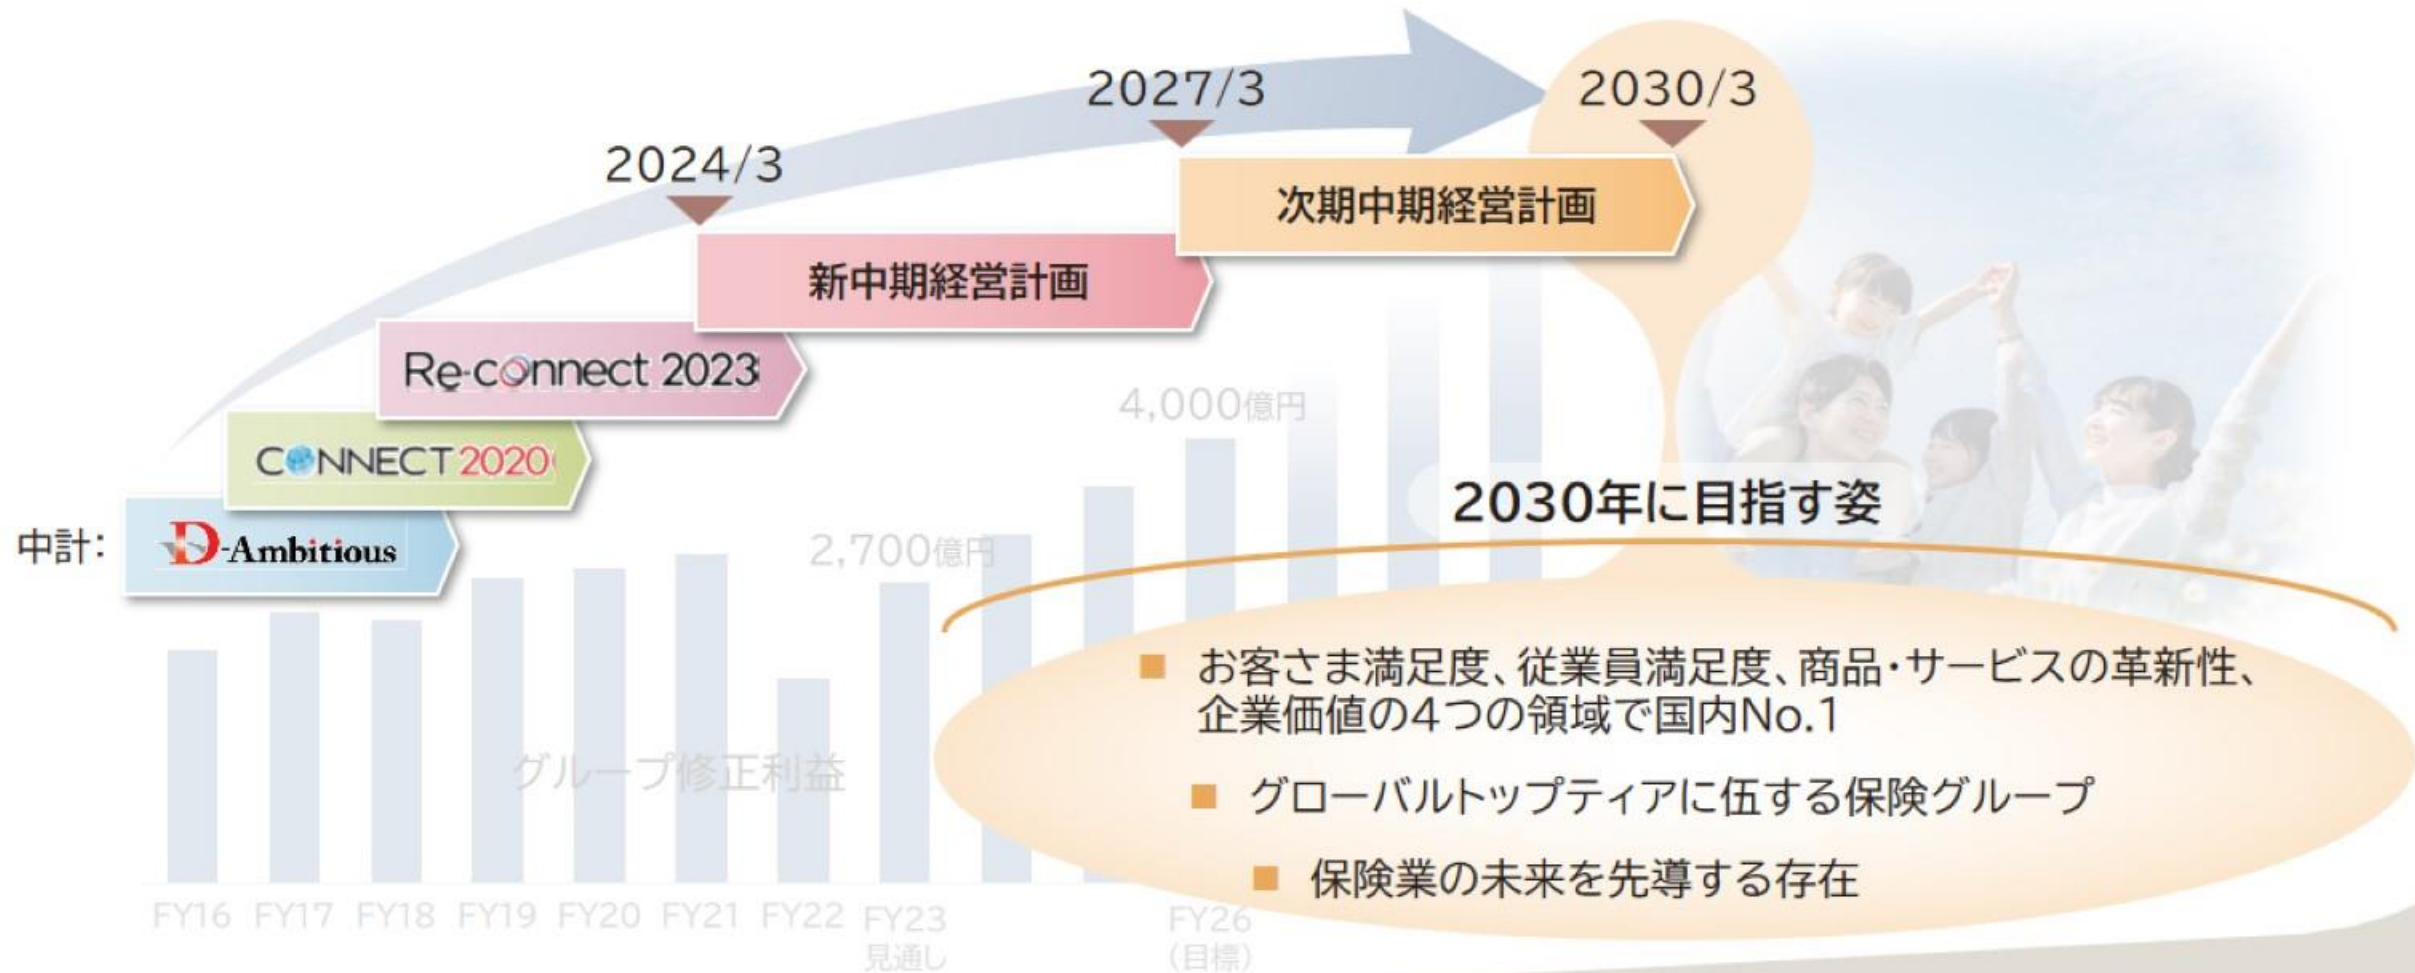 2027/3
2030/3
2024/3
次期中期経営計画
新中期経営計画
Re-connect 2023
4,000億円
CONNECT 2020
2030年に目指す姿
中計：
D-Ambitious
2,700億円
■ お客さま満足度、従業員満足度、商品・サービスの革新性、
企業価値の4つの領域で国内No.1
グループ修正利益
■ グローバルトップティアに伍する保険グループ
■ 保険業の未来を先導する存在
FY16 FY17 FY18 FY19 FY20 FY21 FY22 FY23 FY26
見通し （目標）